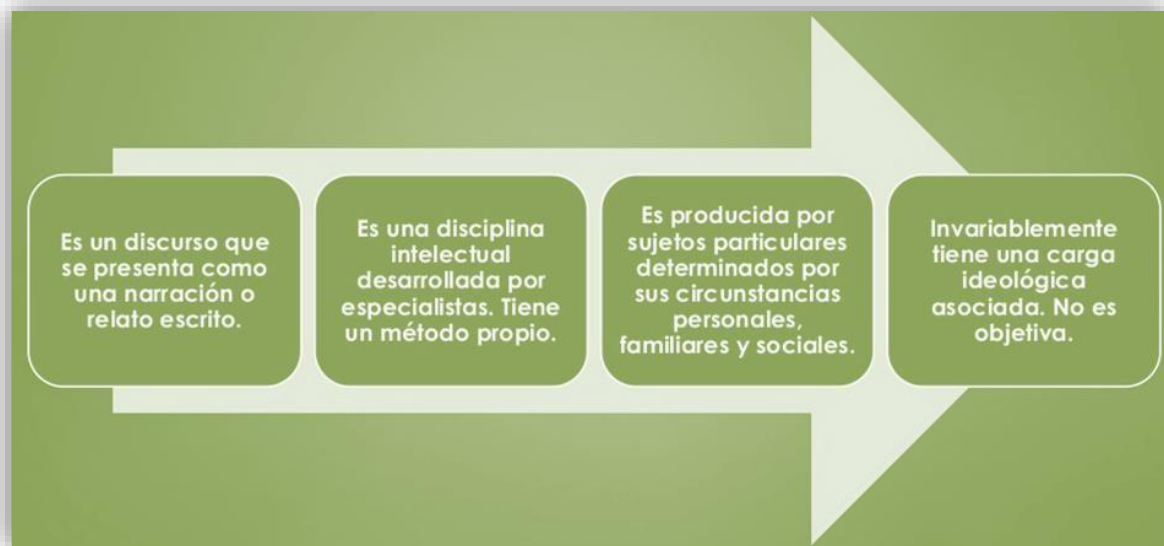 Es un discurso que
se presenta como
una narración o
relato escrito.
Es una disciplina
intelectual
desarrollada por
especialistas. Tiene
un método propio.
Es producida por
sujetos particulares
determinados por
sus circunstancias
personales,
familiares y sociales.
Invariablemente
tiene una carga
ideológica
asociada. No es
objetiva.